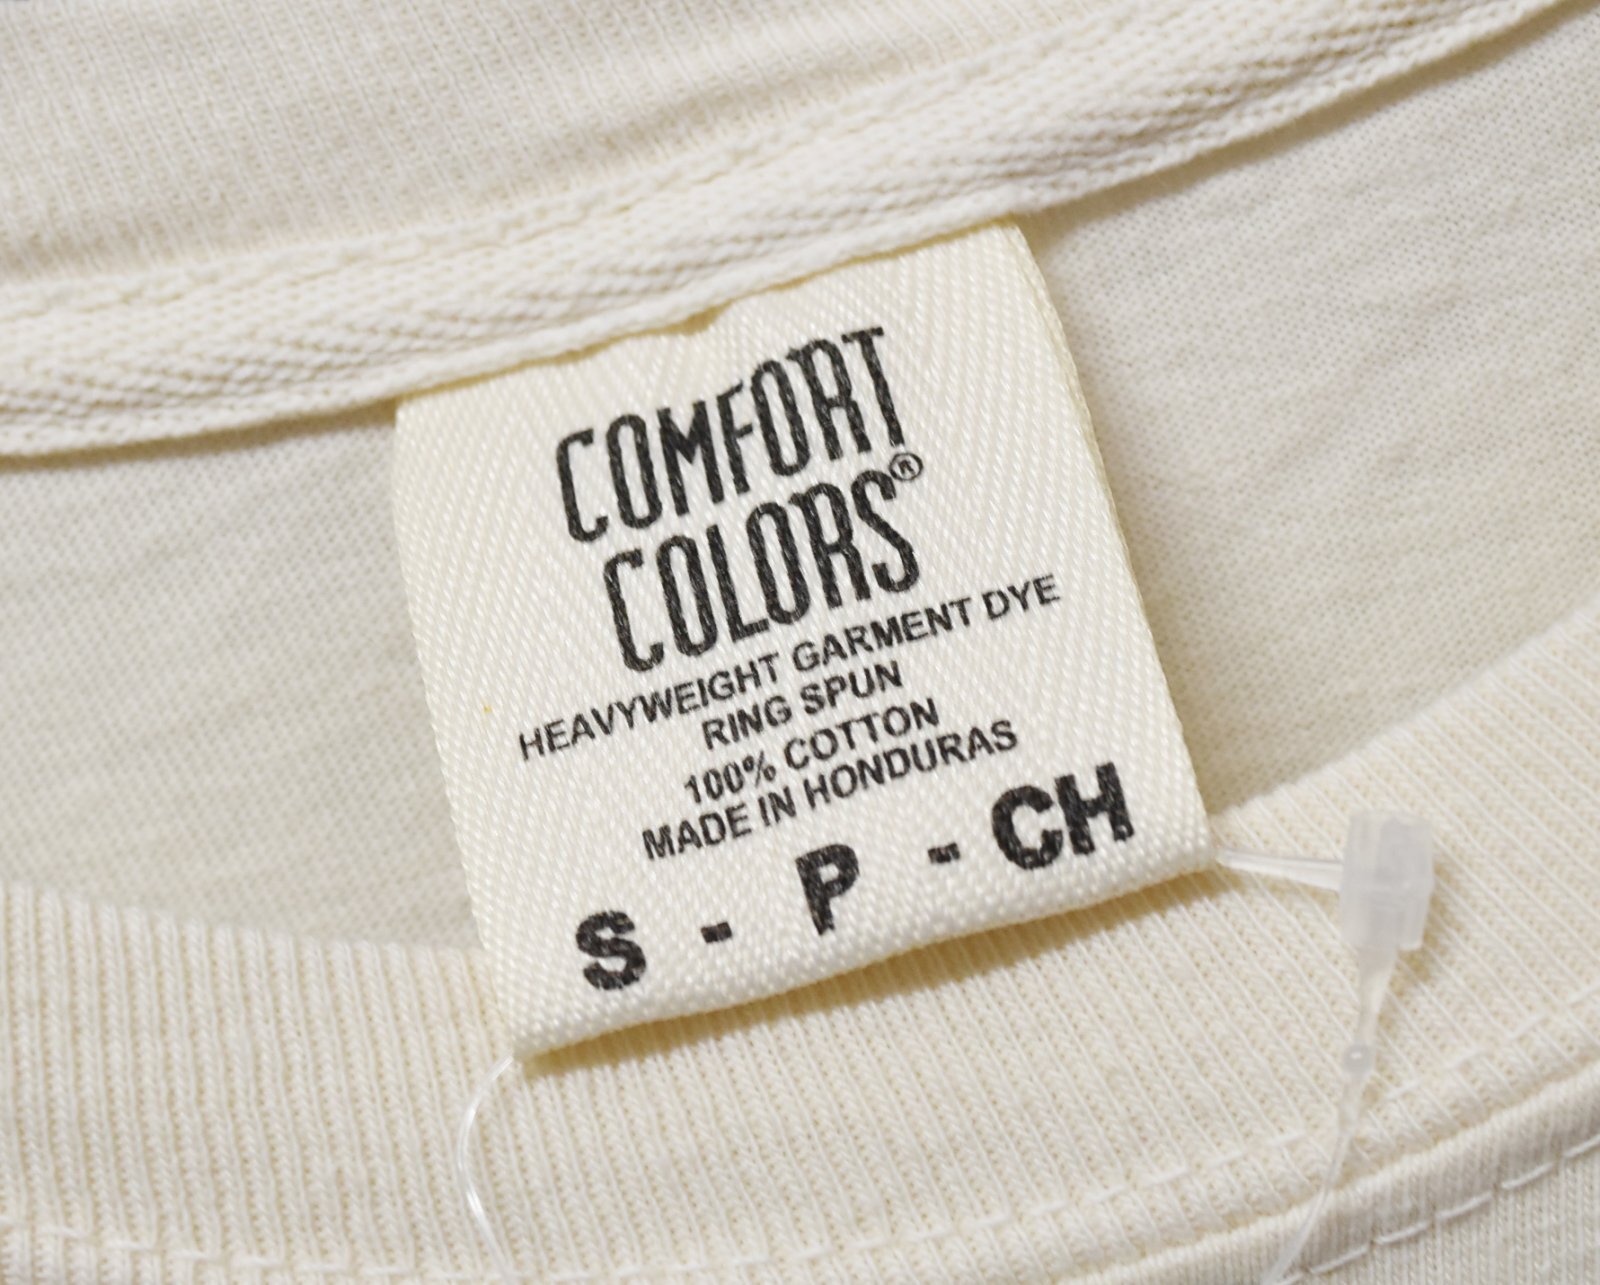 COMFORT
COLORS®
HEAVYWEIGHT GARMENT DYE
RING SPUN
100% COTTON
MADE IN HONDURAS
S - P - CH